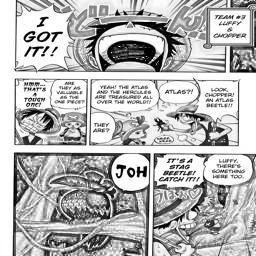 TEAM #3
LUFFY
&
CHOPPER
I
GOT
IT!!
LOOK,
CHOPPER!
AN ATLAS
BEETLE!!
ATLAS?!
YEAH! THE ATLAS
AND THE
HERCULES ARE
TREASURED ALL
OVER THE
WORLD!!
THEY
ARE?
ARE
THEY AS
VALUABLE
AS THE
ONE PIECE?
HMM...
THAT'S
A
TOUGH
ONE!
LUFFY,
THERE'S
SOMETHING
HERE TOO.
IT'S A
STAG
BEETLE!
CATCH IT!!
JOH